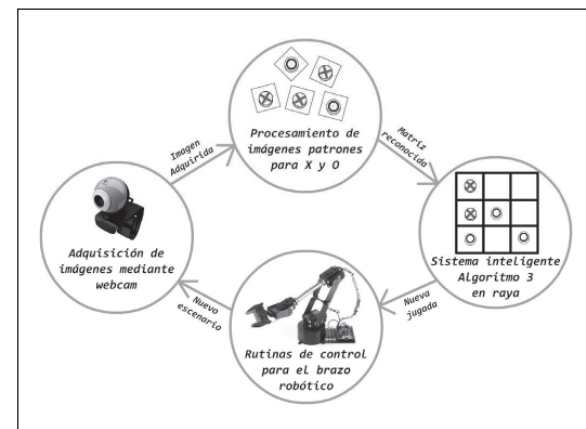 Procesamiento de
imágenes patrones
para X y O
Imagen
Adquirida
Matriz
reconocida
Adquisición de
imágenes mediante
webcam
Sistema inteligente
Algoritmo 3
en raya
Nuevo
escenario
Nueva
jugada
Rutinas de control
para el brazo
robótico